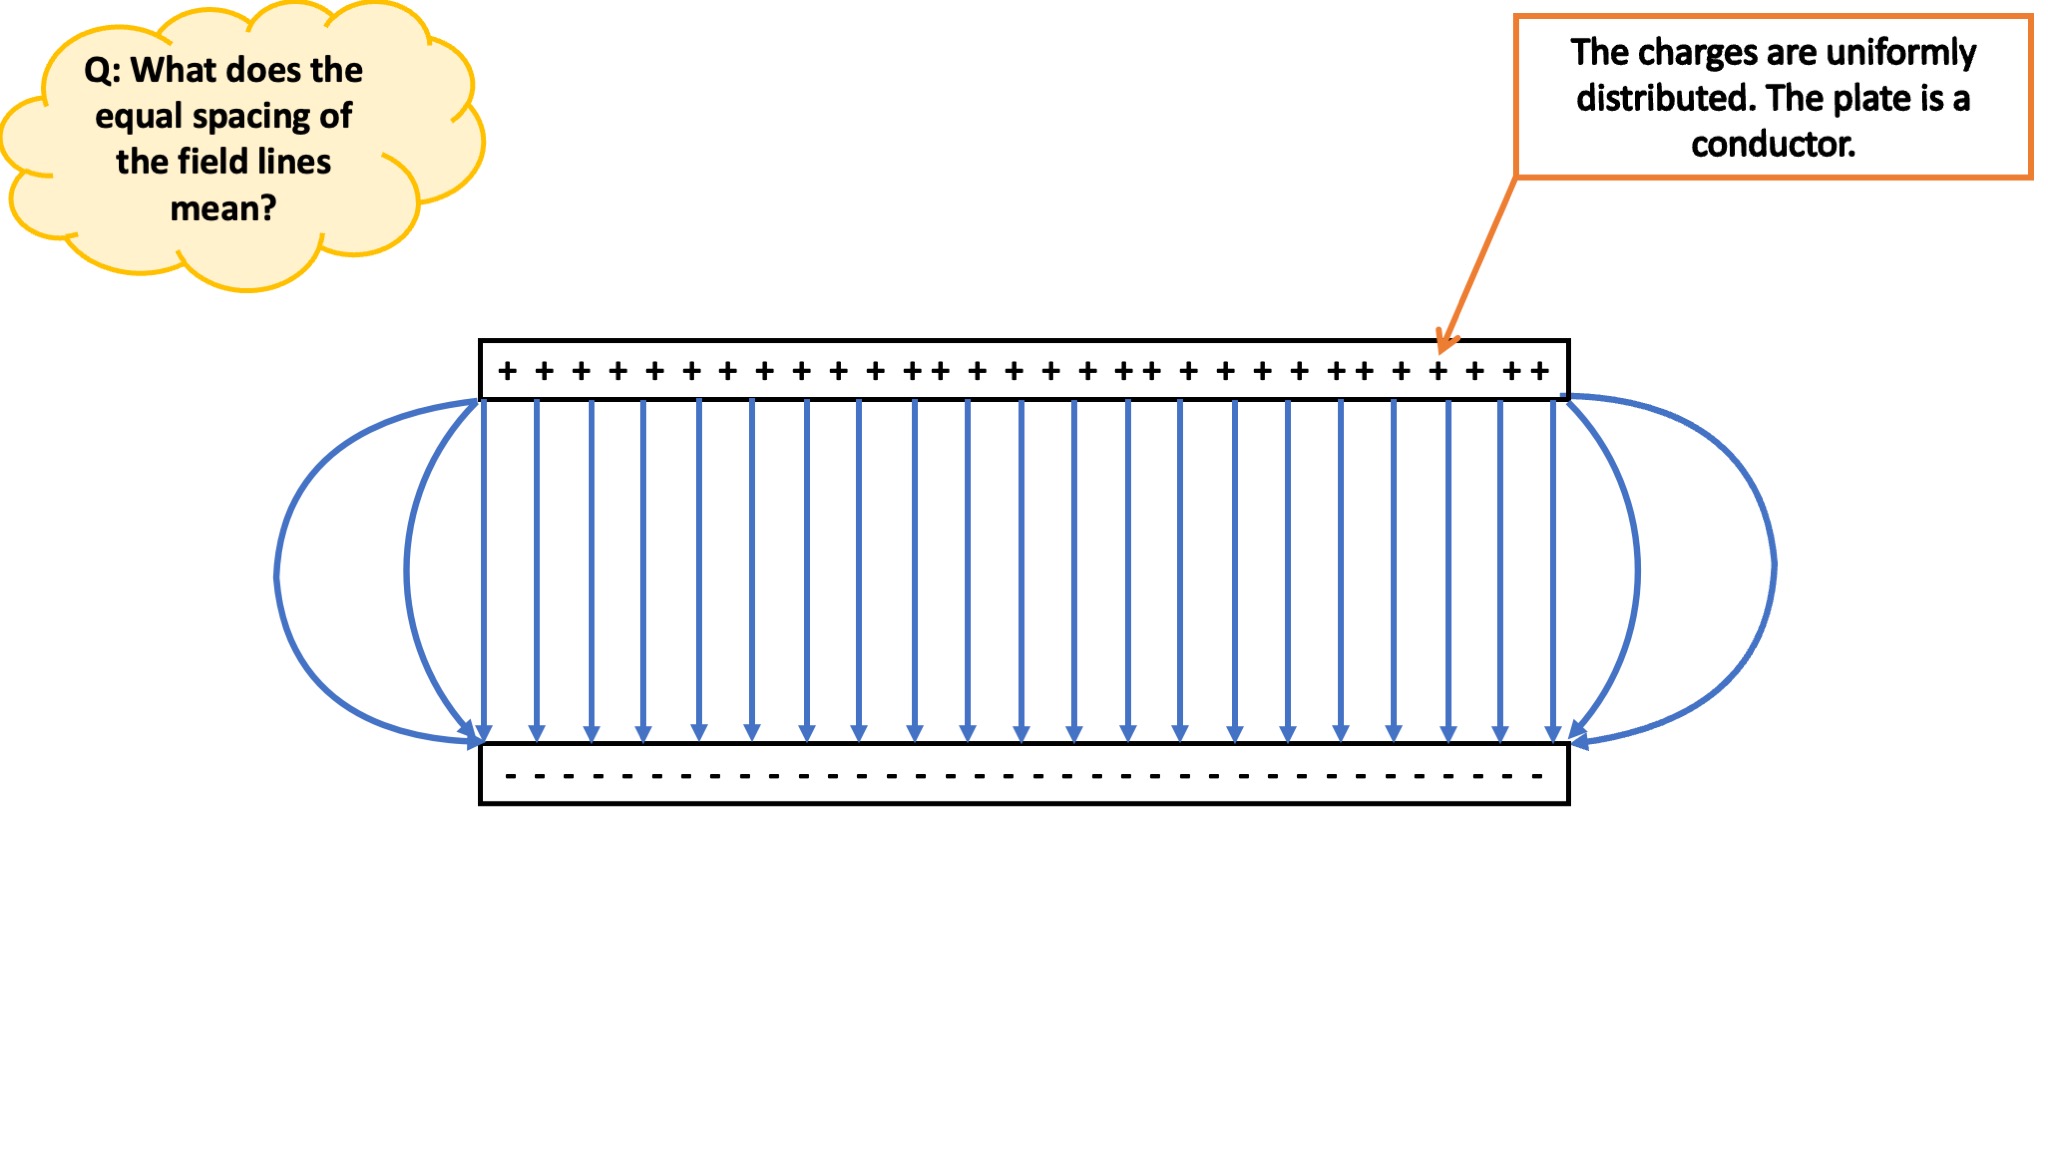 Q: What does the
equal spacing of
the field lines
mean?
The charges are uniformly
distributed. The plate is a
conductor.
+ + + + + + + + + + + ++ + + + + ++ + + + + ++ + + + ++
- - - - - - - - - - - - - - - - - - - - - - - - - - - - - - - - - - - -